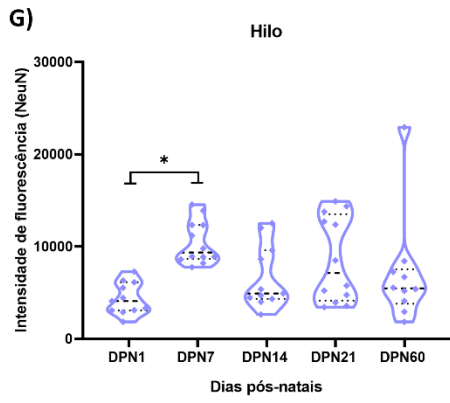 G)
Hilo
Intensidade de fluorescência (NeuN)
30000
20000
10000
0
*
DPN1 DPN7 DPN14 DPN21 DPN60
Dias pós-natais